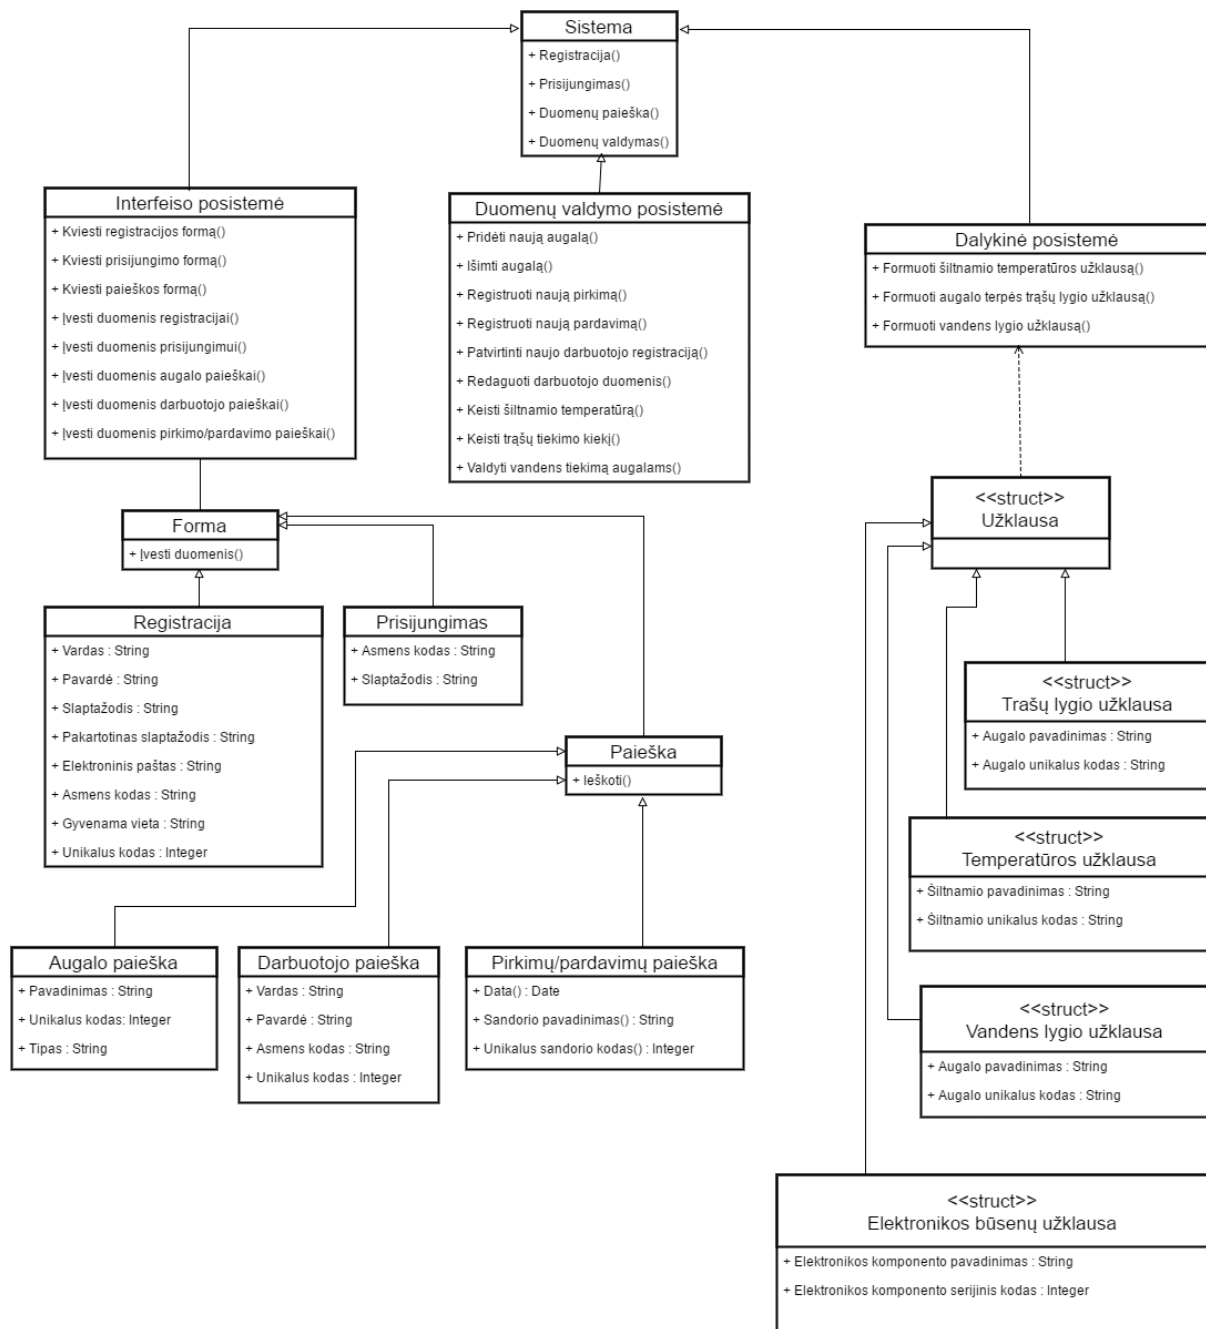 Sistema
+ Registracija()
+ Prisijungimas()
+ Duomenų paieška()
+ Duomenų valdymas()
Interfeiso posistemė
+ Kviesti registracijos formą()
+ Kviesti prisijungimo formą()
+ Kviesti paieškos formą()
+ Įvesti duomenis registracijai()
+ Įvesti duomenis prisijungimui()
+ Įvesti duomenis augalo paieškai()
+ Įvesti duomenis darbuotojo paieškai()
+ Įvesti duomenis pirkimo/pardavimo paieškai()
Duomenų valdymo posistemė
+ Pridėti naują augalą()
+ Išimti augalą()
+ Registruoti naują pirkimą()
+ Registruoti naują pardavimą()
+ Patvirtinti naujo darbuotojo registraciją()
+ Redaguoti darbuotojo duomenis()
+ Keisti šiltnamio temperatūrą()
+ Keisti trąšų tiekimo kiekį()
+ Valdyti vandens tiekimą augalams()
Dalykinė posistemė
+ Formuoti šiltnamio temperatūros užklausą()
+ Formuoti augalo terpės trąšų lygio užklausą()
+ Formuoti vandens lygio užklausą()
Forma
+ Įvesti duomenis()
<<struct>>
Užklausa
Registracija
+ Vardas : String
+ Pavardė : String
+ Slaptažodis : String
+ Pakartotinas slaptažodis : String
+ Elektroninis paštas : String
+ Asmens kodas : String
+ Gyvenama vieta : String
+ Unikalus kodas : Integer
Prisijungimas
+ Asmens kodas : String
+ Slaptažodis : String
<<struct>>
Trašų lygio užklausa
+ Augalo pavadinimas : String
+ Augalo unikalus kodas : String
Paieška
+ Ieškoti()
<<struct>>
Temperatūros užklausa
+ Šiltnamio pavadinimas : String
+ Šiltnamio unikalus kodas : String
Augalo paieška
+ Pavadinimas : String
+ Unikalus kodas: Integer
+ Tipas : String
Darbuotojo paieška
+ Vardas : String
+ Pavardė : String
+ Asmens kodas : String
+ Unikalus kodas : Integer
Pirkimų/pardavimų paieška
+ Data() : Date
+ Sandorio pavadinimas() : String
+ Unikalus sandorio kodas() : Integer
<<struct>>
Vandens lygio užklausa
+ Augalo pavadinimas : String
+ Augalo unikalus kodas : String
<<struct>>
Elektronikos būsenų užklausa
+ Elektronikos komponento pavadinimas : String
+ Elektronikos komponento serijinis kodas : Integer